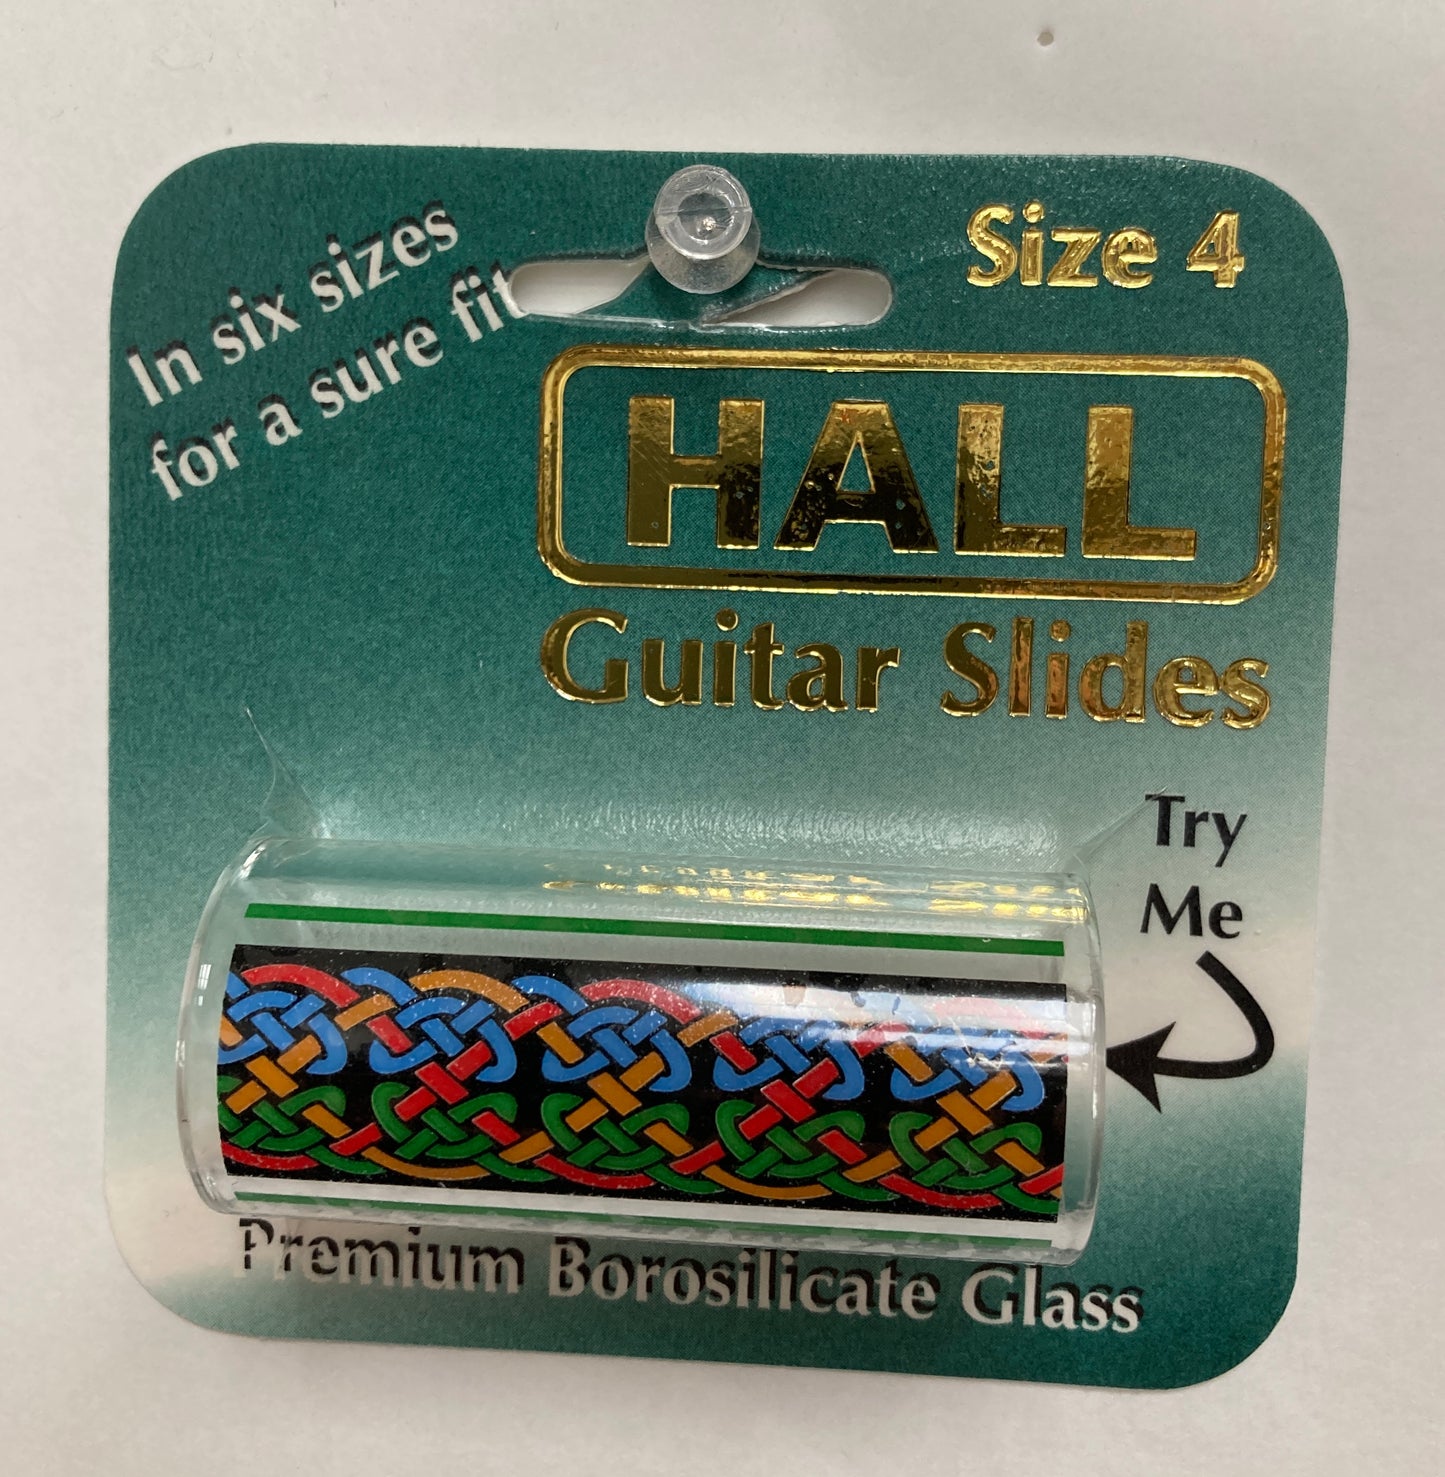 In six sizes
for a sure fit
Size 4
HALL
Guitar Slides
Try
Me
Premium Borosilicate Glass